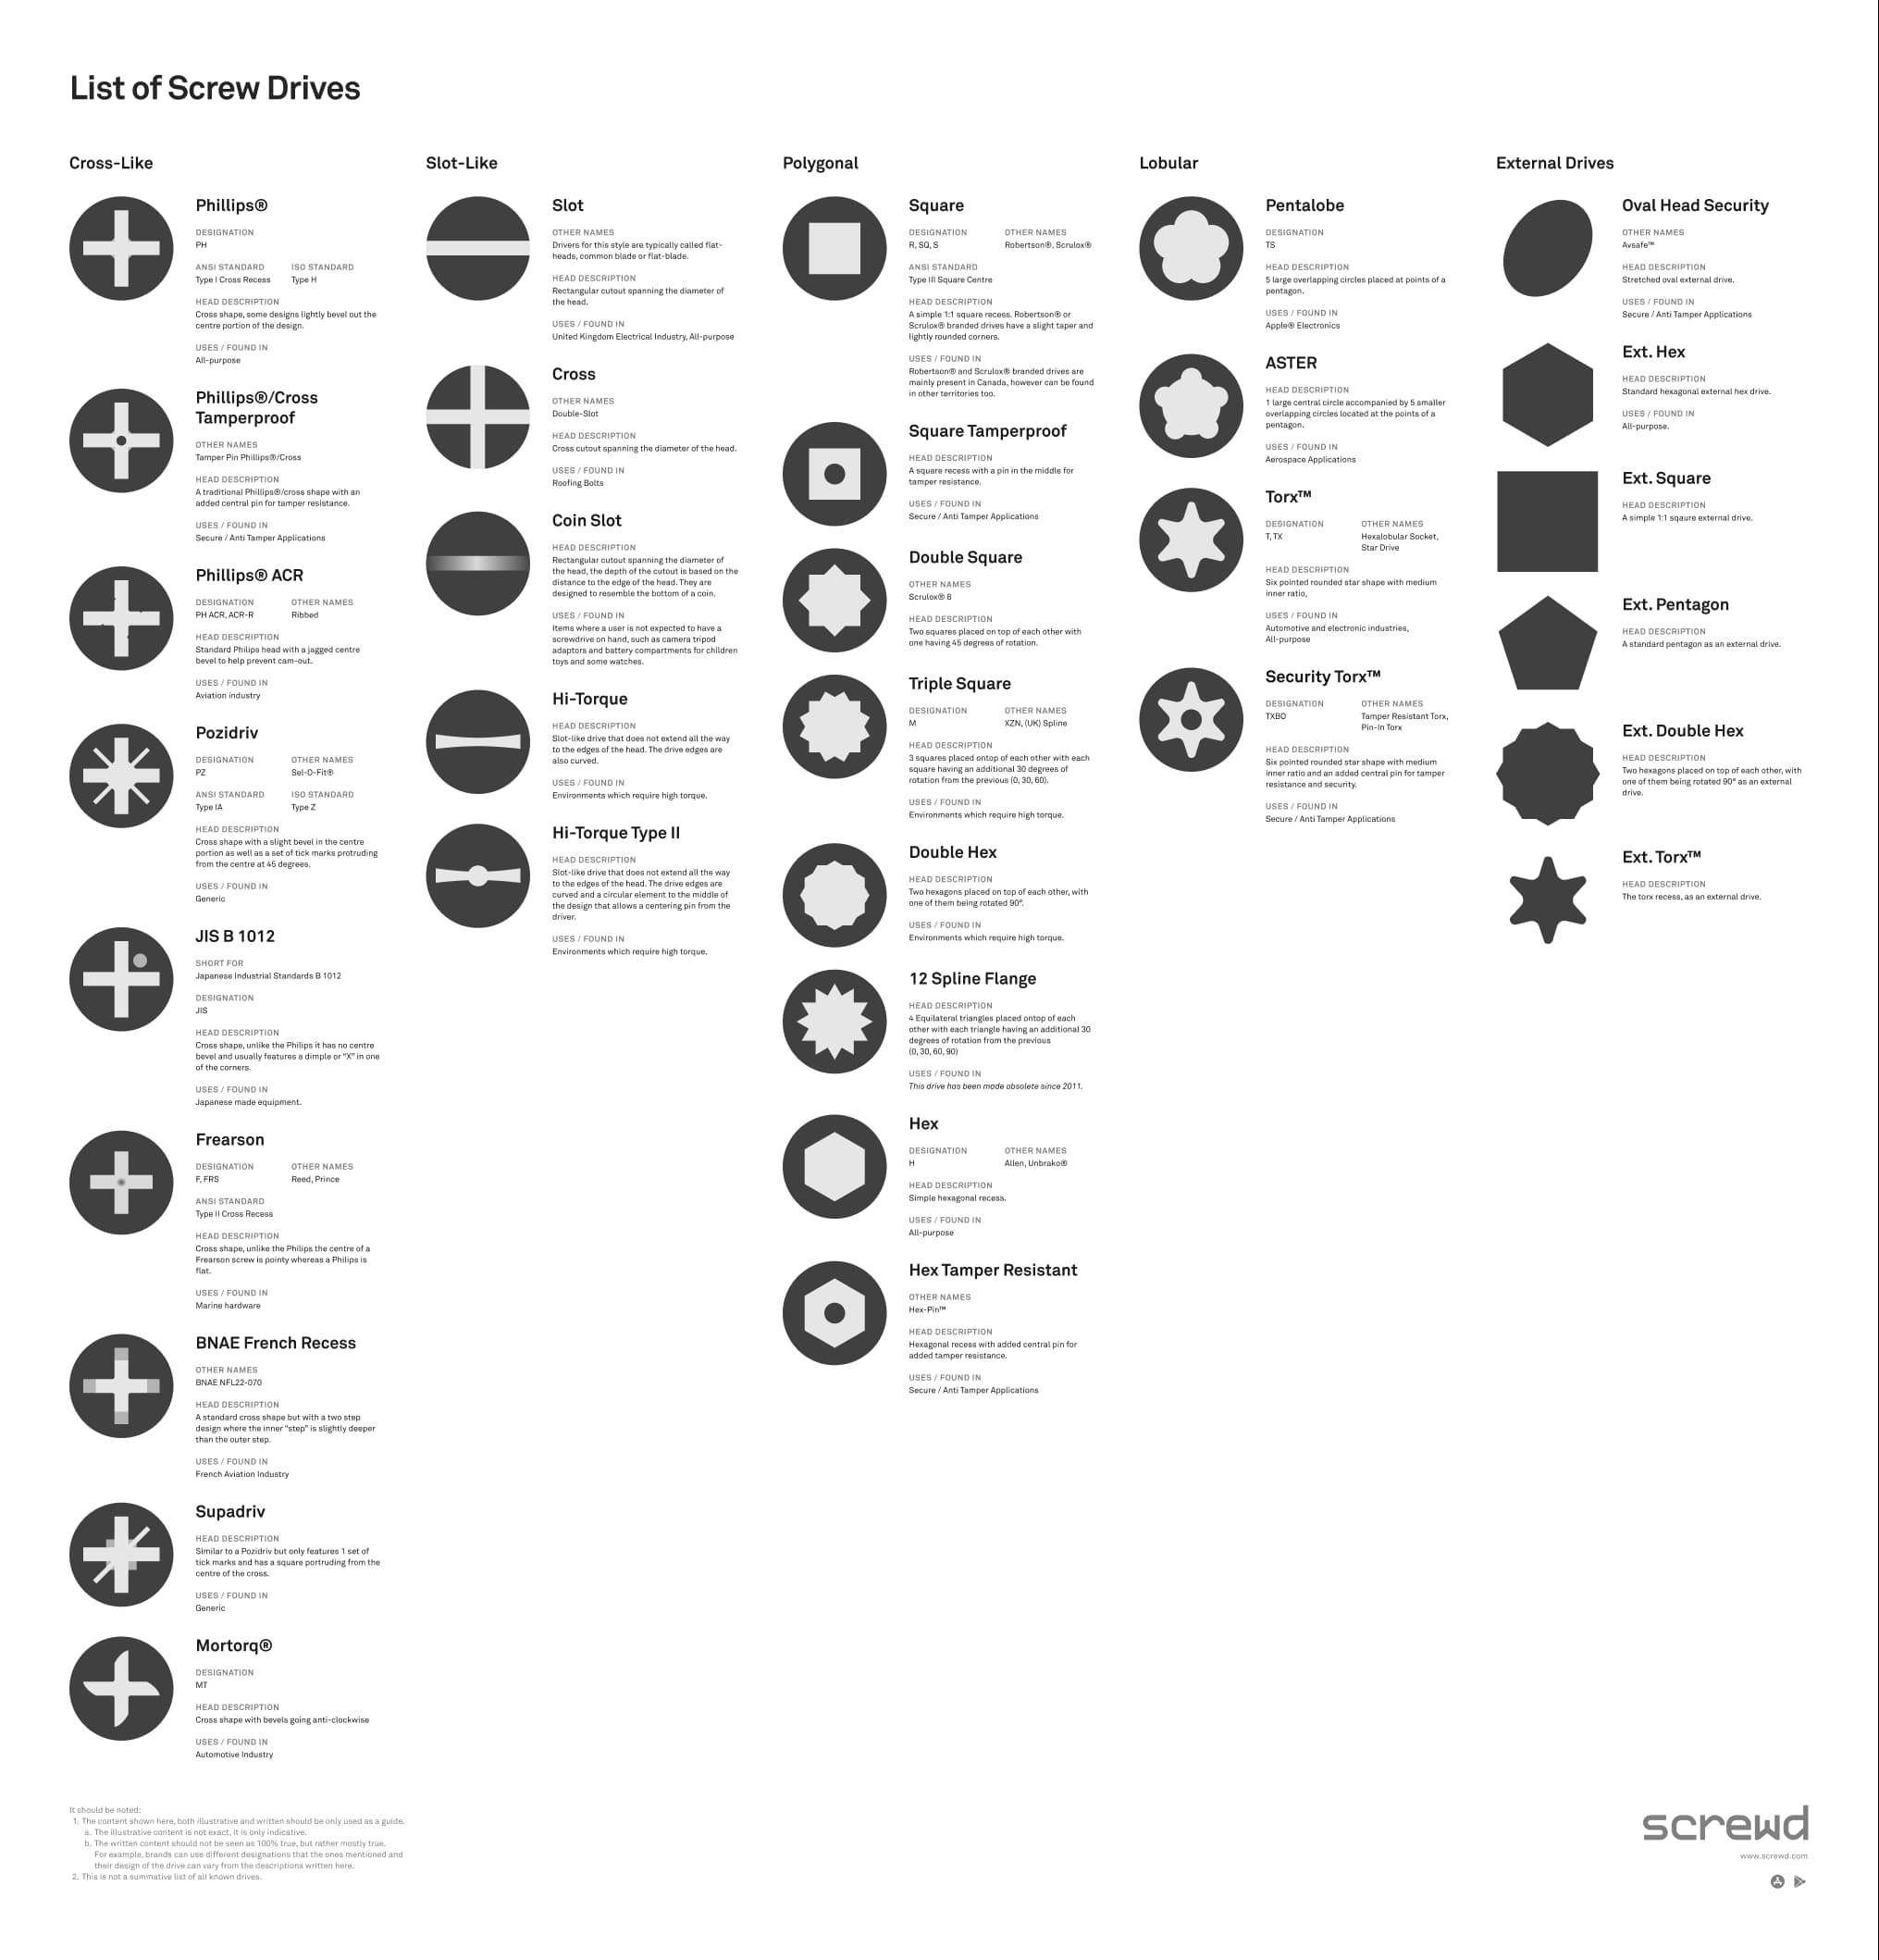 List of Screw Drives
Cross-Like
Phillips®
DESIGNATION
PH
ANSI STANDARD
Type I Cross Recess
ISO STANDARD
Type H
HEAD DESCRIPTION
Cross shape, some designs lightly bevel out the
centre portion of the design.
USES / FOUND IN
All-purpose
Phillips®/Cross
Tamperproof
OTHER NAMES
Tamper Pin Phillips®/Cross
HEAD DESCRIPTION
A traditional Phillips®/cross shape with an
added central pin for tamper resistance.
USES / FOUND IN
Secure / Anti Tamper Applications
Phillips® ACR
DESIGNATION
PH ACR, ACR-R
OTHER NAMES
Ribbed
HEAD DESCRIPTION
Standard Philips head with a jagged centre
bevel to help prevent cam-out.
USES / FOUND IN
Aviation industry
Pozidriv
DESIGNATION
PZ
OTHER NAMES
Sel-O-Fit®
ANSI STANDARD
Type IA
ISO STANDARD
Type Z
HEAD DESCRIPTION
Cross shape with a slight bevel in the centre
portion as well as a set of tick marks protruding
from the centre at 45 degrees.
USES / FOUND IN
Generic
JIS B 1012
SHORT FOR
Japanese Industrial Standards B 1012
DESIGNATION
JIS
HEAD DESCRIPTION
Cross shape, unlike the Philips it has no centre
bevel and usually features a dimple or "X" in one
of the corners.
USES / FOUND IN
Japanese made equipment.
Frearson
DESIGNATION
F, FRS
OTHER NAMES
Reed, Prince
ANSI STANDARD
Type II Cross Recess
HEAD DESCRIPTION
Cross shape, unlike the Philips the centre of a
Frearson screw is pointy whereas a Philips is
flat.
USES / FOUND IN
Marine hardware
BNAE French Recess
OTHER NAMES
BNAE NFL22-070
HEAD DESCRIPTION
A standard cross shape but with a two step
design where the inner "step" is slightly deeper
than the outer step.
USES / FOUND IN
French Aviation Industry
Supadriv
HEAD DESCRIPTION
Similar to a Pozidriv but only features 1 set of
tick marks and has a square portruding from the
centre of the cross.
USES / FOUND IN
Generic
Mortorq®
DESIGNATION
MT
HEAD DESCRIPTION
Cross shape with bevels going anti-clockwise
USES / FOUND IN
Automotive Industry
Slot-Like
Slot
OTHER NAMES
Drivers for this style are typically called flat-
heads, common blade or flat-blade.
HEAD DESCRIPTION
Rectangular cutout spanning the diameter of
the head.
USES / FOUND IN
United Kingdom Electrical Industry, All-purpose
Cross
OTHER NAMES
Double-Slot
HEAD DESCRIPTION
Cross cutout spanning the diameter of the head.
USES / FOUND IN
Roofing Bolts
Coin Slot
HEAD DESCRIPTION
Rectangular cutout spanning the diameter of
the head, the depth of the cutout is based on the
distance to the edge of the head. They are
designed to resemble the bottom of a coin.
USES / FOUND IN
Items where a user is not expected to have a
screwdrive on hand, such as camera tripod
adaptors and battery compartments for children
toys and some watches.
Hi-Torque
HEAD DESCRIPTION
Slot-like drive that does not extend all the way
to the edges of the head. The drive edges are
also curved.
USES / FOUND IN
Environments which require high torque.
Hi-Torque Type II
HEAD DESCRIPTION
Slot-like drive that does not extend all the way
to the edges of the head. The drive edges are
curved and a circular element to the middle of
the design that allows a centering pin from the
driver.
USES / FOUND IN
Environments which require high torque.
Polygonal
Square
DESIGNATION
R, SQ, S
OTHER NAMES
Robertson®, Scrulox®
ANSI STANDARD
Type III Square Centre
HEAD DESCRIPTION
A simple 1:1 square recess. Robertson® or
Scrulox® branded drives have a slight taper and
lightly rounded corners.
USES / FOUND IN
Robertson® and Scrulox® branded drives are
mainly present in Canada, however can be found
in other territories too.
Square Tamperproof
HEAD DESCRIPTION
A square recess with a pin in the middle for
tamper resistance.
USES / FOUND IN
Secure / Anti Tamper Applications
Double Square
OTHER NAMES
Scrulox® 8
HEAD DESCRIPTION
Two squares placed on top of each other with
one having 45 degrees of rotation.
Triple Square
DESIGNATION
M
OTHER NAMES
XZN, (UK) Spline
HEAD DESCRIPTION
3 squares placed ontop of each other with each
square having an additional 30 degrees of
rotation from the previous (0, 30, 60).
USES / FOUND IN
Environments which require high torque.
Double Hex
HEAD DESCRIPTION
Two hexagons placed on top of each other, with
one of them being rotated 90°.
USES / FOUND IN
Environments which require high torque.
12 Spline Flange
HEAD DESCRIPTION
4 Equilateral triangles placed ontop of each
other with each triangle having an additional 30
degrees of rotation from the previous
(0, 30, 60, 90)
USES / FOUND IN
This drive has been made obsolete since 2011.
Hex
DESIGNATION
H
OTHER NAMES
Allen, Unbrako®
HEAD DESCRIPTION
Simple hexagonal recess.
USES / FOUND IN
All-purpose
Hex Tamper Resistant
OTHER NAMES
Hex-Pin™
HEAD DESCRIPTION
Hexagonal recess with added central pin for
added tamper resistance.
USES / FOUND IN
Secure / Anti Tamper Applications
Lobular
Pentalobe
DESIGNATION
TS
HEAD DESCRIPTION
5 large overlapping circles placed at points of a
pentagon.
USES / FOUND IN
Apple® Electronics
ASTER
HEAD DESCRIPTION
1 large central circle accompanied by 5 smaller
overlapping circles located at the points of a
pentagon.
USES / FOUND IN
Aerospace Applications
Torx™
DESIGNATION
T, TX
OTHER NAMES
Hexalobular Socket,
Star Drive
HEAD DESCRIPTION
Six pointed rounded star shape with medium
inner ratio,
USES / FOUND IN
Automotive and electronic industries,
All-purpose
Security Torx™
DESIGNATION
TXBO
OTHER NAMES
Tamper Resistant Torx,
Pin-In Torx
HEAD DESCRIPTION
Six pointed rounded star shape with medium
inner ratio and an added central pin for tamper
resistance and security.
USES / FOUND IN
Secure / Anti Tamper Applications
External Drives
Oval Head Security
OTHER NAMES
Avsafe™
HEAD DESCRIPTION
Stretched oval external drive.
USES / FOUND IN
Secure / Anti Tamper Applications
Ext. Hex
HEAD DESCRIPTION
Standard hexagonal external hex drive.
USES / FOUND IN
All-purpose.
Ext. Square
HEAD DESCRIPTION
A simple 1:1 sqaure external drive.
Ext. Pentagon
HEAD DESCRIPTION
A standard pentagon as an external drive.
Ext. Double Hex
HEAD DESCRIPTION
Two hexagons placed on top of each other, with
one of them being rotated 90° as an external
drive.
Ext. Torx™
HEAD DESCRIPTION
The torx recess, as an external drive.
It should be noted:
1. The content shown here, both illustrative and written should be only used as a guide.
a. The illustrative content is not exact, it is only indicative.
b. The written content should not be seen as 100% true, but rather mostly true.
For example, brands can use different designations that the ones mentioned and
their design of the drive can vary from the descriptions written here.
2. This is not a summative list of all known drives.
screwd
www.screwd.com